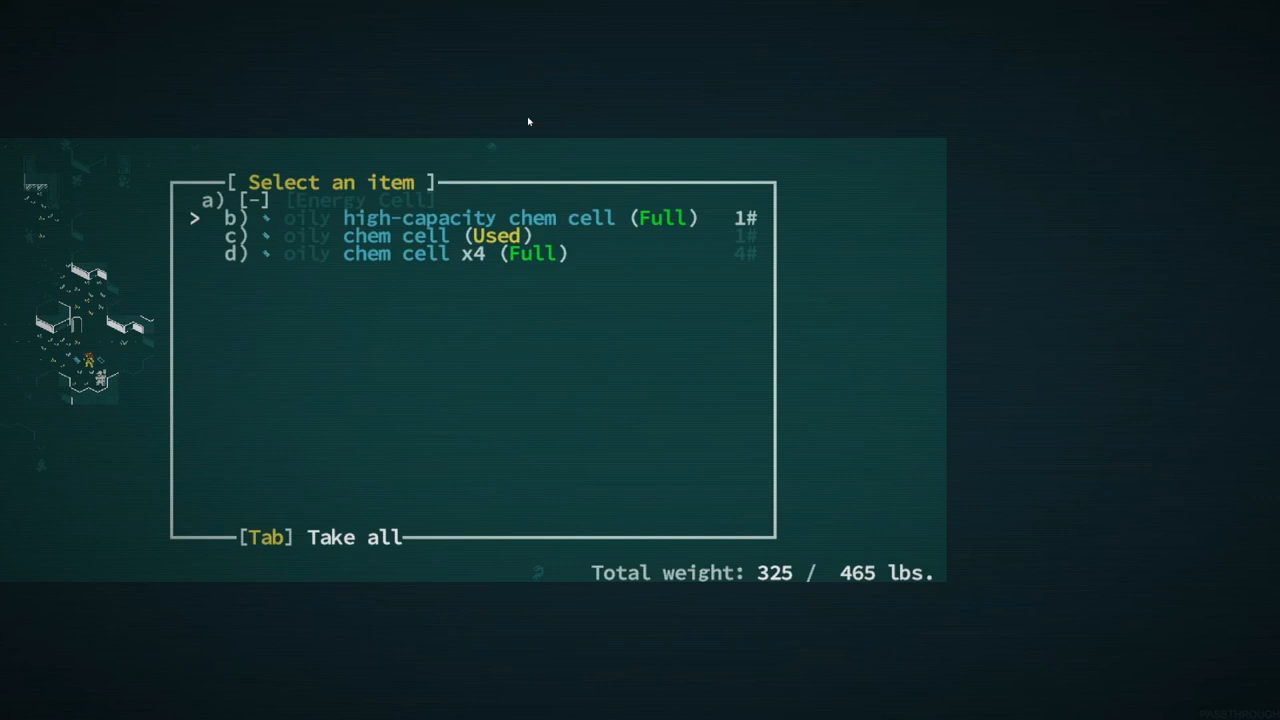 [ Select an item ]
a) [-] [Energy Cell]
> b) oily high-capacity chem cell (Full) 1#
c) oily chem cell (Used) 1#
d) oily chem cell x4 (Full) 4#
[Tab] Take all
Total weight: 325 / 465 lbs.